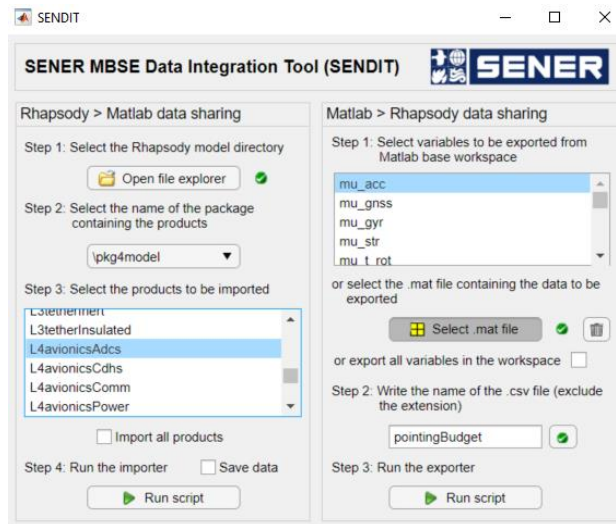 SENDIT
SENER MBSE Data Integration Tool (SENDIT)
SENER
Rhapsody > Matlab data sharing
Step 1: Select the Rhapsody model directory
Open file explorer
Step 2: Select the name of the package
containing the products
\pkg4model
Step 3: Select the products to be imported
L3tetherInert
L3tetherInsulated
L4avionicsAdcs
L4avionicsCdhs
L4avionicsComm
L4avionicsPower
Import all products
Step 4: Run the importer
Save data
Run script
Matlab > Rhapsody data sharing
Step 1: Select variables to be exported from
Matlab base workspace
mu_acc
mu_gnss
mu_gyr
mu_str
mu_t_rot
or select the .mat file containing the data to be
exported
Select .mat file
or export all variables in the workspace
Step 2: Write the name of the .csv file (exclude
the extension)
pointingBudget
Step 3: Run the exporter
Run script